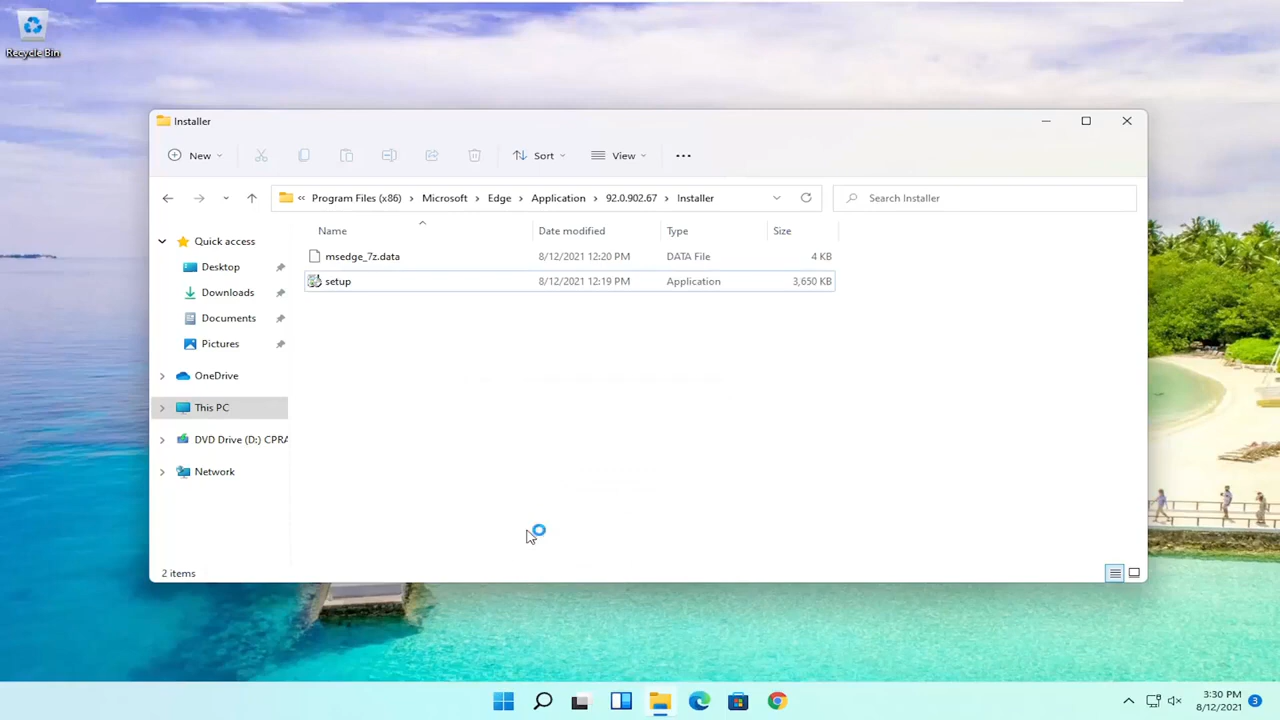 Recycle Bin
Installer
New
Sort
View
Program Files (x86) › Microsoft › Edge › Application › 92.0.902.67 › Installer
Search Installer
Name Date modified Type Size
msedge_7z.data 8/12/2021 12:20 PM DATA File 4 KB
setup 8/12/2021 12:19 PM Application 3,650 KB
Quick access
Desktop
Downloads
Documents
Pictures
OneDrive
This PC
DVD Drive (D:) CPRA
Network
2 items
3:30 PM
8/12/2021
3